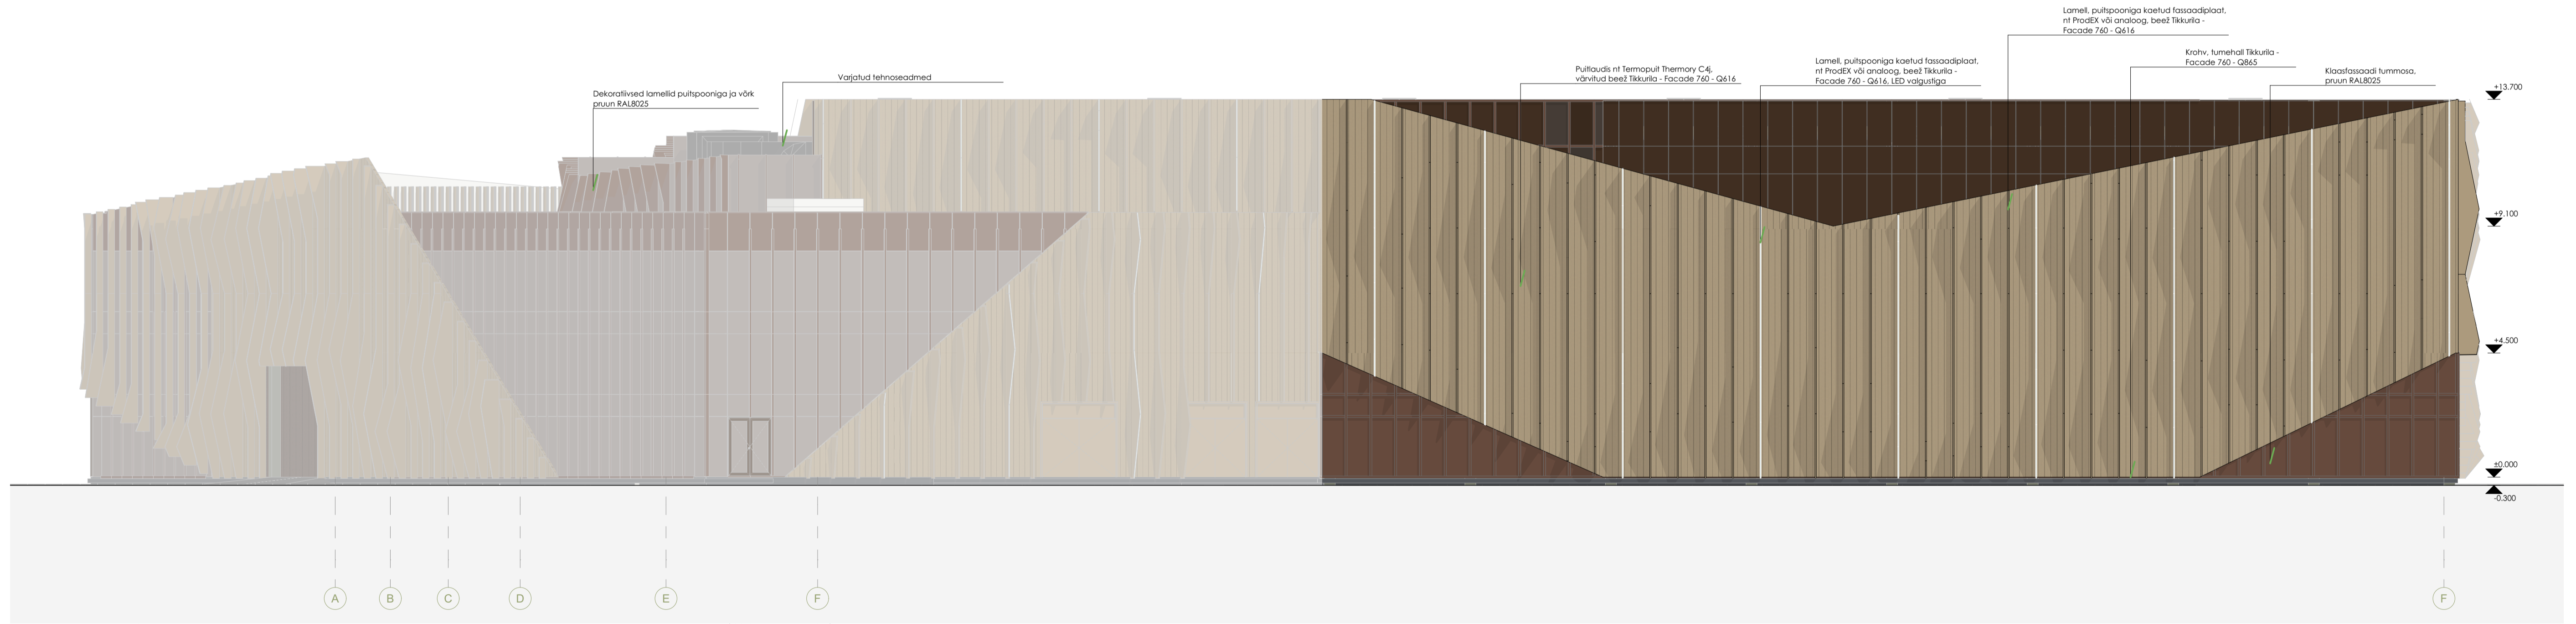 Lamell, puitspooniga kaetud fassaadiplaat,
nt ProdEX või analoog, beež Tikkurila -
Facade 760 - Q616
Krohv, tumehall Tikkurila -
Facade 760 - Q865
Lamell, puitspooniga kaetud fassaadiplaat,
nt ProdEX või analoog, beež Tikkurila -
Facade 760 - Q616, LED valgustiga
Puitlaudis nt Termopuit Thermory C4j,
värvitud beež Tikkurila - Facade 760 - Q616
Klaasfassaadi tummosa,
pruun RAL8025
Varjatud tehnoseadmed
Dekoratiivsed lamellid puitspooniga ja võrk
pruun RAL8025
+13.700
+9.100
+4.500
±0.000
-0.300
A
B
C
D
E
F
F